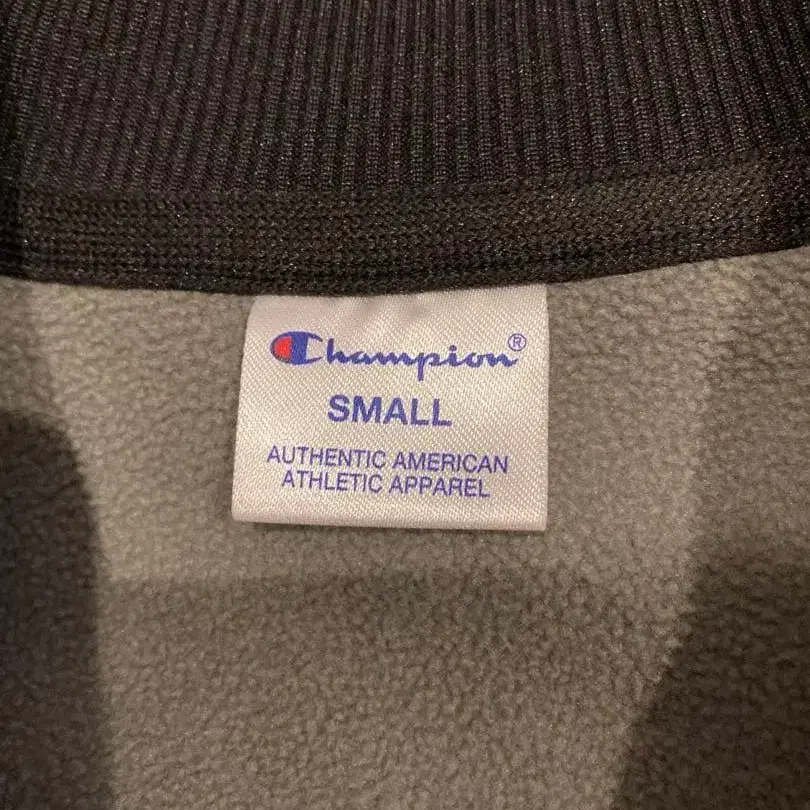 Champion®
SMALL
AUTHENTIC AMERICAN
ATHLETIC APPAREL